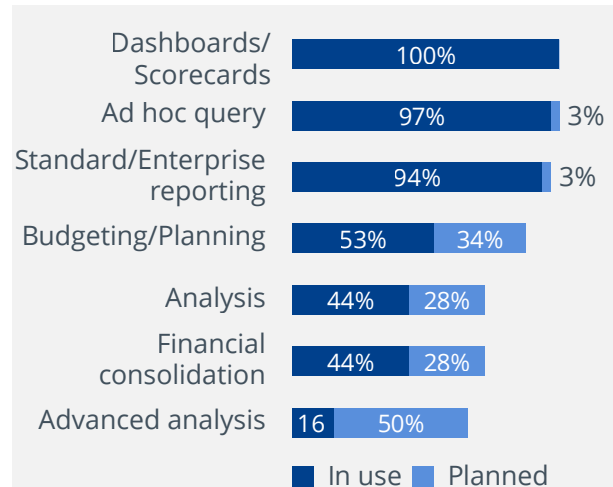 Dashboards/
Scorecards
100%
Ad hoc query
97% 3%
Standard/Enterprise
reporting
94% 3%
Budgeting/Planning
53% 34%
Analysis
44% 28%
Financial
consolidation
44% 28%
Advanced analysis
16 50%
In use Planned